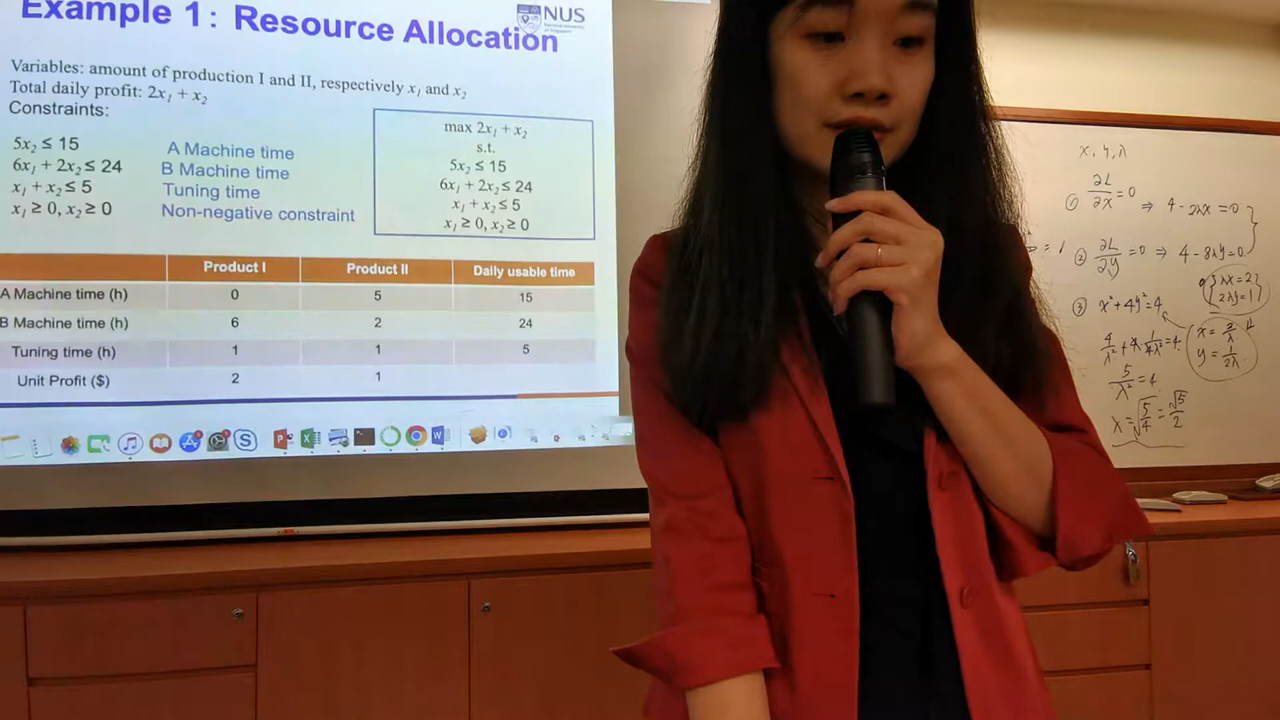 Example 1: Resource Allocation
NUS
National University
of Singapore
Variables: amount of production I and II, respectively x₁ and x₂
Total daily profit: 2x₁ + x₂
Constraints:
5x₂ ≤ 15 A Machine time
6x₁ + 2x₂ ≤ 24 B Machine time
x₁ + x₂ ≤ 5 Tuning time
x₁ ≥ 0, x₂ ≥ 0 Non-negative constraint
max 2x₁ + x₂
s.t.
5x₂ ≤ 15
6x₁ + 2x₂ ≤ 24
x₁ + x₂ ≤ 5
x₁ ≥ 0, x₂ ≥ 0
Product I Product II Daily usable time
A Machine time (h) 0 5 15
B Machine time (h) 6 2 24
Tuning time (h) 1 1 5
Unit Profit ($) 2 1
x, y, λ
① ∂L/∂x = 0 ⇒ 4 - 2λx = 0
= 1 ② ∂L/∂y = 0 ⇒ 4 - 8λy = 0
λx = 2
2λy = 1
③ x² + 4y² = 4
x = 2/λ
y = 1/2λ
5/λ² = 4
λ = √5/4 = √5/2